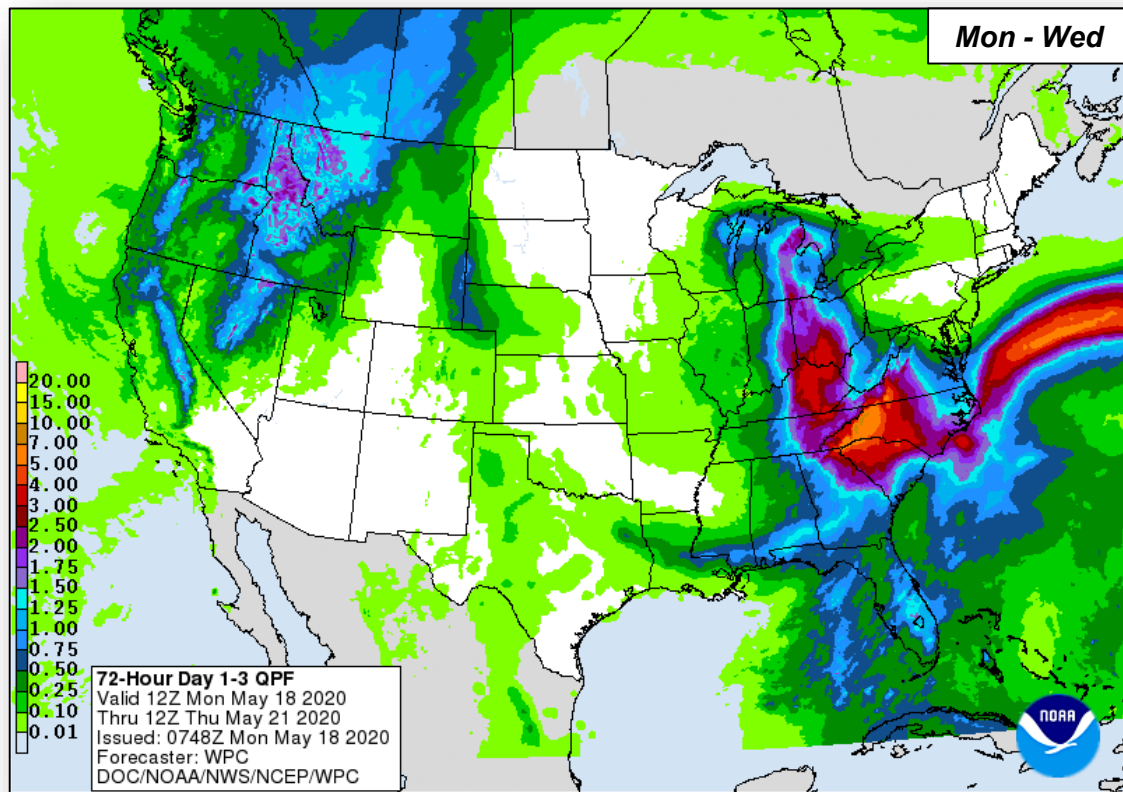 Mon - Wed
20.00
15.00
10.00
7.00
5.00
4.00
3.00
2.50
2.00
1.75
1.50
1.25
1.00
0.75
0.50
0.25
0.10
0.01
72-Hour Day 1-3 QPF
Valid 12Z Mon May 18 2020
Thru 12Z Thu May 21 2020
Issued: 0748Z Mon May 18 2020
Forecaster: WPC
DOC/NOAA/NWS/NCEP/WPC
NOAA